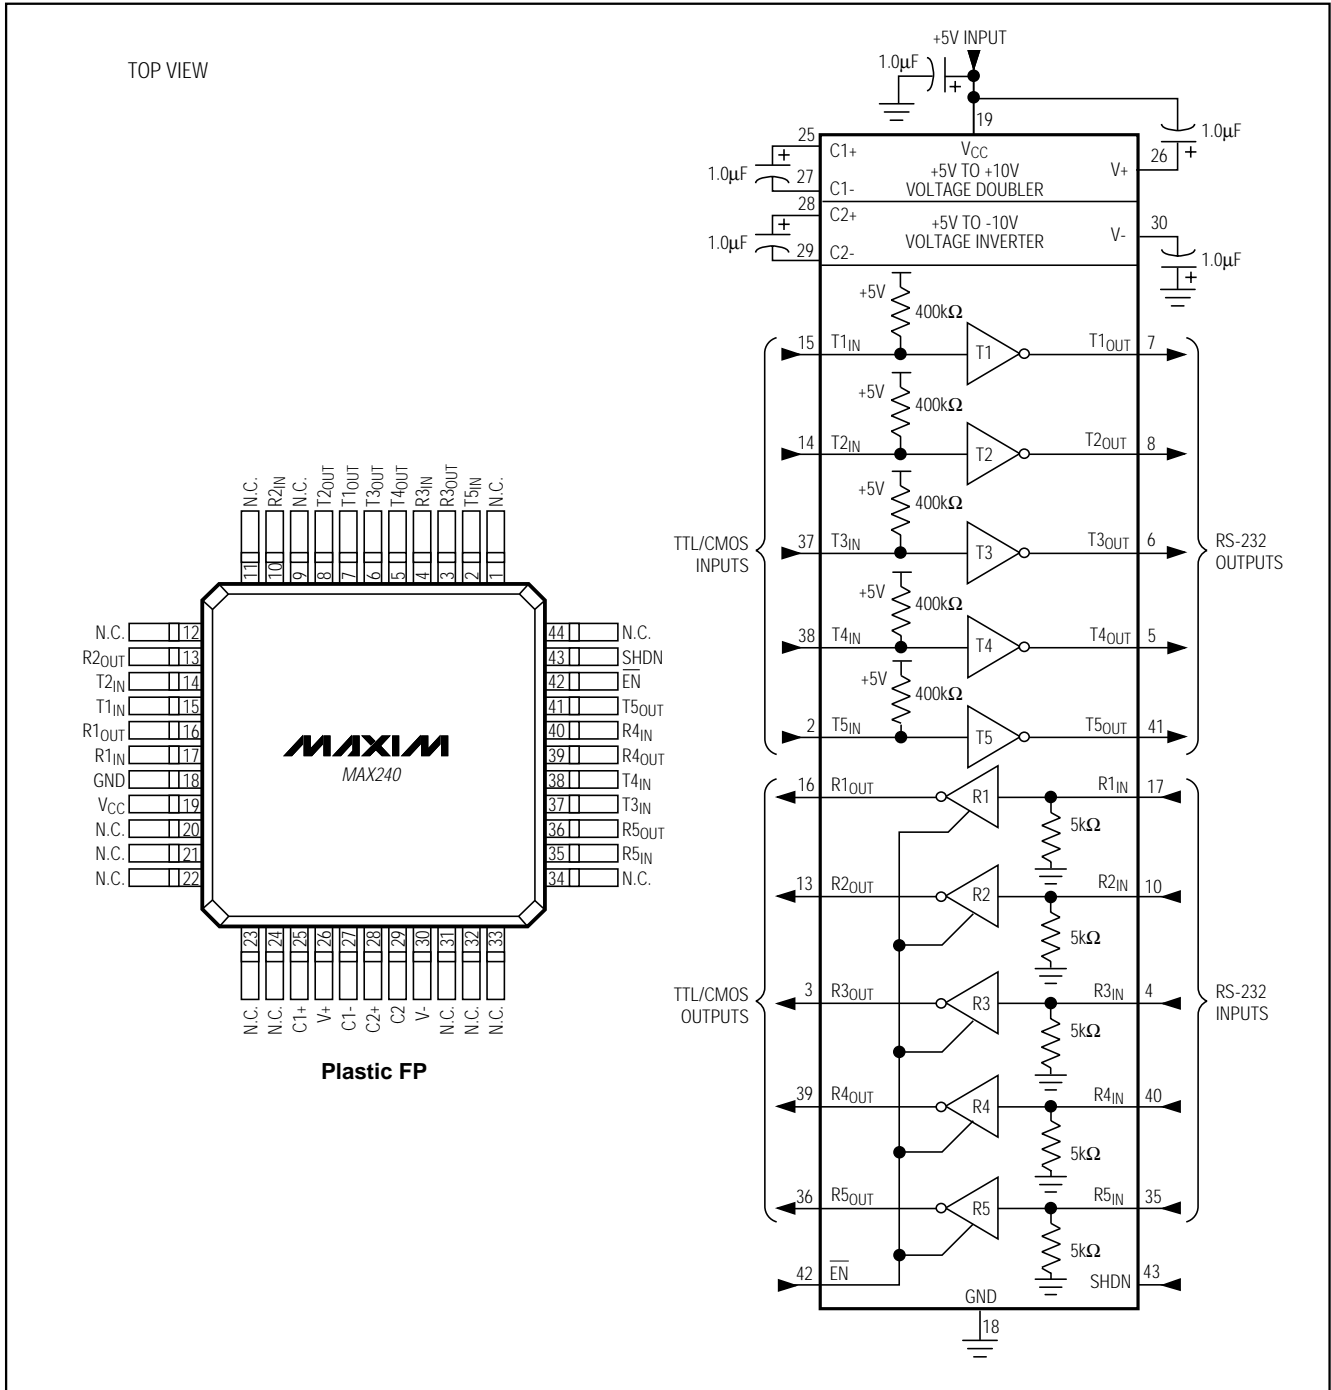 TOP VIEW
N.C.
R2IN
N.C.
T2OUT
T1OUT
T3OUT
T4OUT
R3IN
R3OUT
T5IN
N.C.
11
10
9
8
7
6
5
4
3
2
1
N.C. 12
R2OUT 13
T2IN 14
T1IN 15
R1OUT 16
R1IN 17
GND 18
VCC 19
N.C. 20
N.C. 21
N.C. 22
44 N.C.
43 SHDN
42 E̅N̅
41 T5OUT
40 R4IN
39 R4OUT
38 T4IN
37 T3IN
36 R5OUT
35 R5IN
34 N.C.
MAXIM
MAX240
23
24
25
26
27
28
29
30
31
32
33
N.C.
N.C.
C1+
V+
C1-
C2+
C2
V-
N.C.
N.C.
N.C.
Plastic FP
+5V INPUT
1.0µF
+
19
1.0µF
+
25
C1+
VCC
+5V TO +10V
VOLTAGE DOUBLER
V+
26
1.0µF
+
27
C1-
28
C2+
+5V TO -10V
VOLTAGE INVERTER
V-
30
1.0µF
+
29
C2-
1.0µF
+
+5V
400kΩ
15 T1IN
T1
T1OUT 7
+5V
400kΩ
14 T2IN
T2
T2OUT 8
+5V
400kΩ
TTL/CMOS
INPUTS
37 T3IN
T3
T3OUT 6
RS-232
OUTPUTS
+5V
400kΩ
38 T4IN
T4
T4OUT 5
+5V
400kΩ
2 T5IN
T5
T5OUT 41
16 R1OUT
R1
R1IN 17
5kΩ
13 R2OUT
R2
R2IN 10
5kΩ
TTL/CMOS
OUTPUTS
3 R3OUT
R3
R3IN 4
RS-232
INPUTS
5kΩ
39 R4OUT
R4
R4IN 40
5kΩ
36 R5OUT
R5
R5IN 35
5kΩ
42 E̅N̅
SHDN 43
GND
18